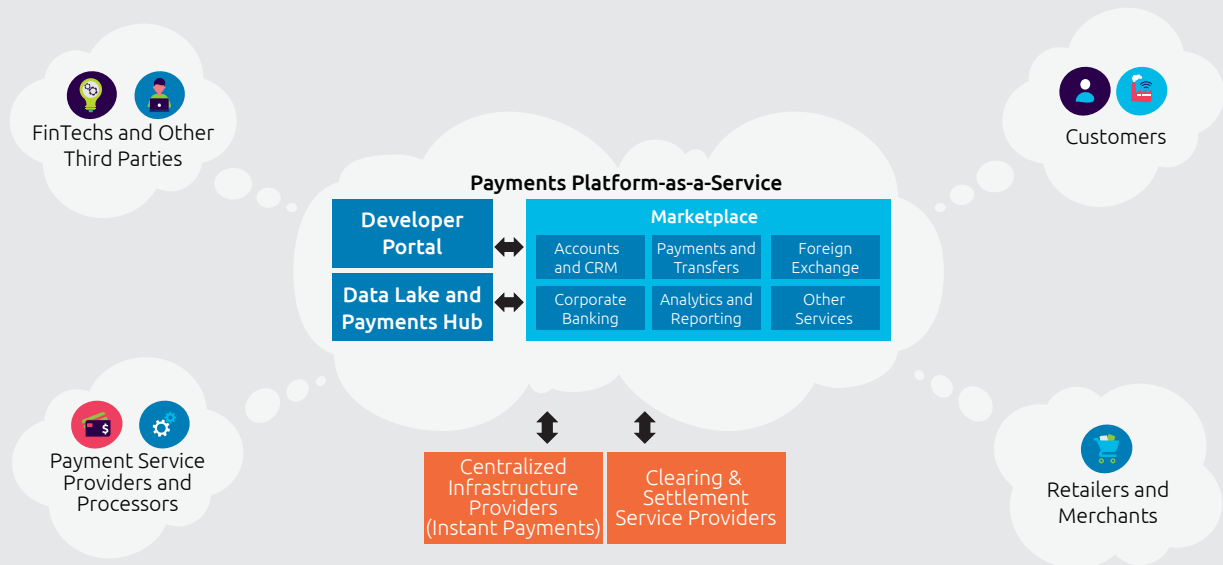 FinTechs and Other
Third Parties
Customers
Payments Platform-as-a-Service
Developer
Portal
Data Lake and
Payments Hub
Marketplace
Accounts
and CRM
Payments and
Transfers
Foreign
Exchange
Corporate
Banking
Analytics and
Reporting
Other
Services
Payment Service
Providers and
Processors
$
Centralized
Infrastructure
Providers
(Instant Payments)
Clearing &
Settlement
Service Providers
Retailers and
Merchants